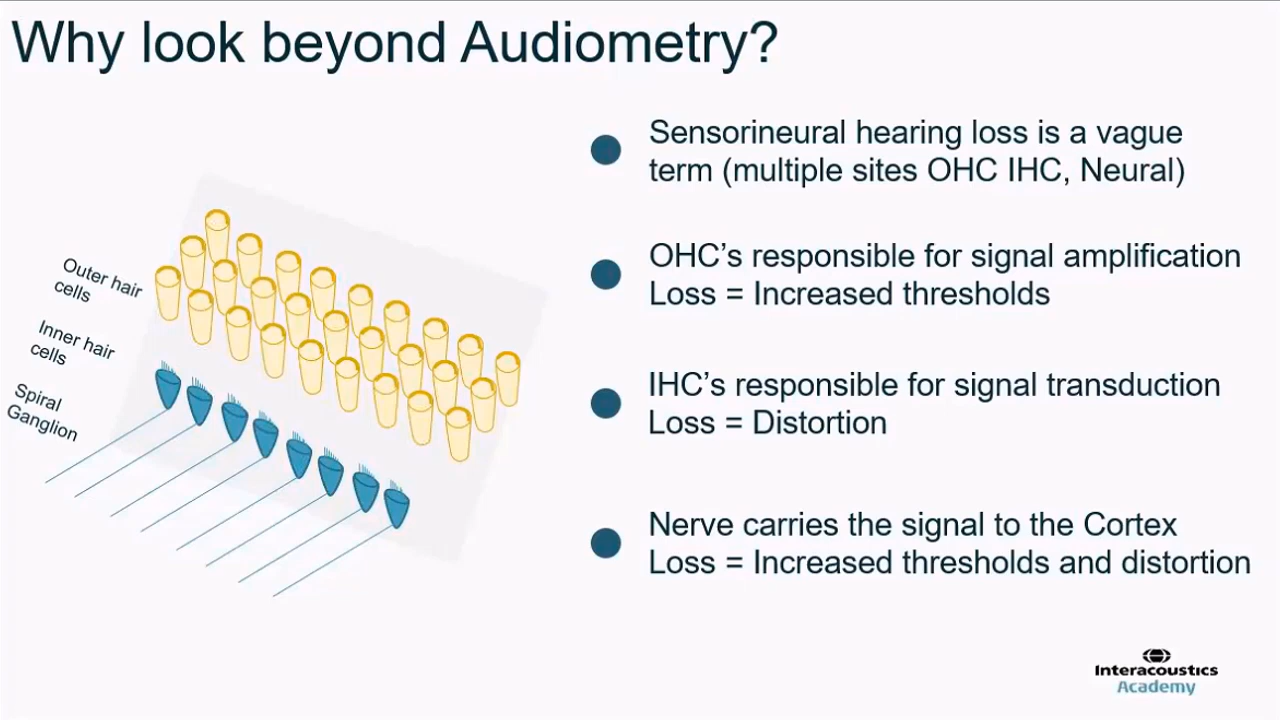 Why look beyond Audiometry?
Sensorineural hearing loss is a vague
term (multiple sites OHC IHC, Neural)
OHC's responsible for signal amplification
Loss = Increased thresholds
IHC's responsible for signal transduction
Loss = Distortion
Nerve carries the signal to the Cortex
Loss = Increased thresholds and distortion
Outer hair
cells
Inner hair
cells
Spiral
Ganglion
Interacoustics
Academy